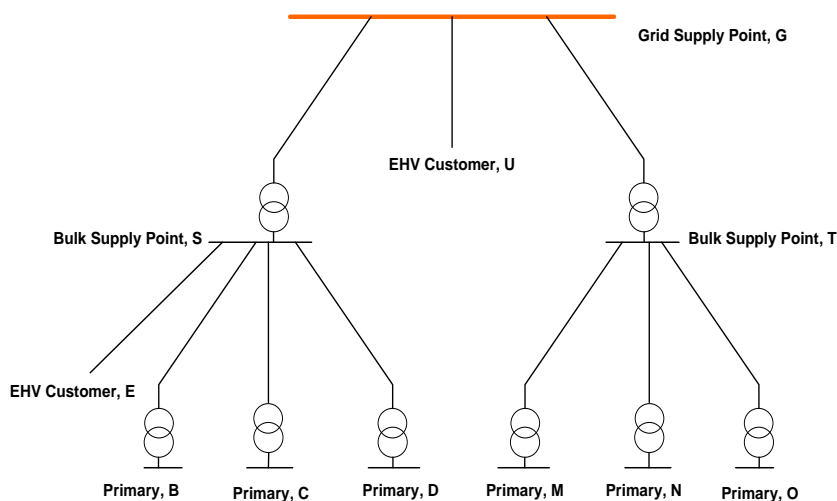 Grid Supply Point, G
EHV Customer, U
Bulk Supply Point, S
Bulk Supply Point, T
EHV Customer, E
Primary, B
Primary, C
Primary, D
Primary, M
Primary, N
Primary, O